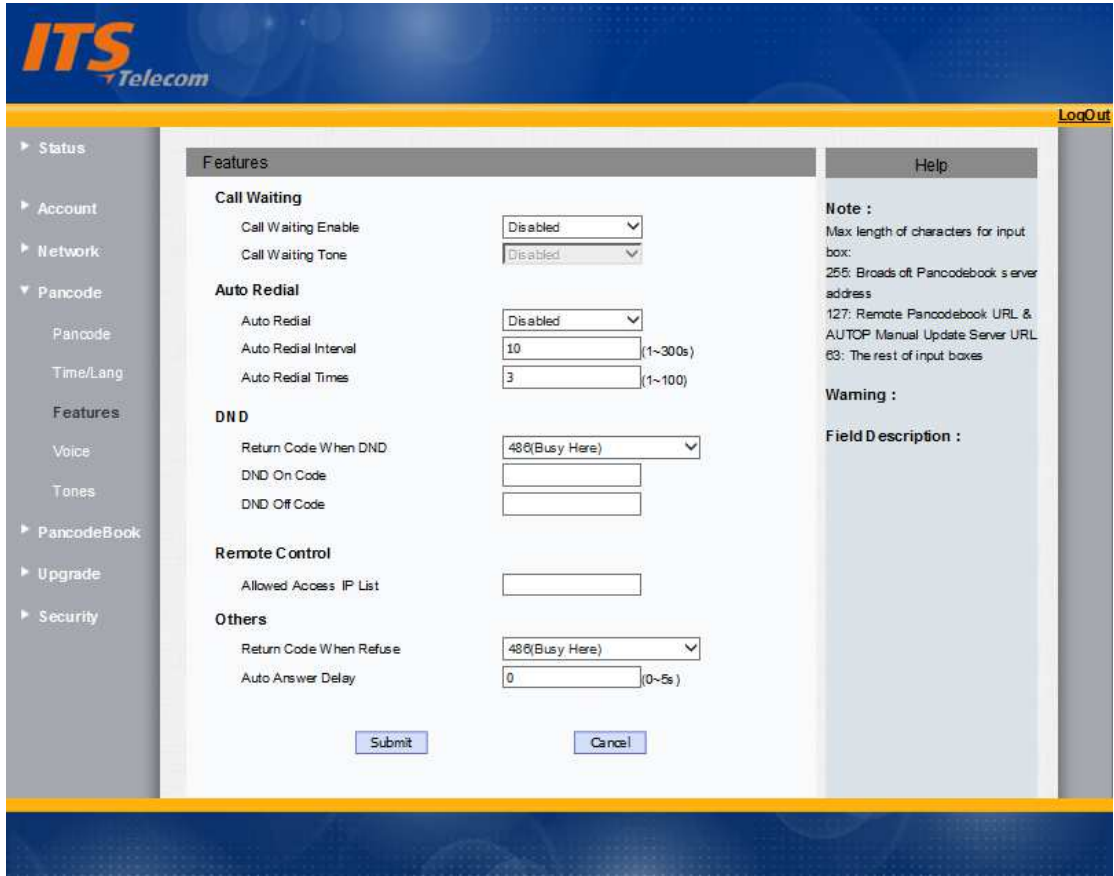 ITS
Telecom
LogOut
Status
Account
Network
Pancode
Pancode
Time/Lang
Features
Voice
Tones
PancodeBook
Upgrade
Security
Features
Call Waiting
Call Waiting Enable Disabled
Call Waiting Tone Disabled
Auto Redial
Auto Redial Disabled
Auto Redial Interval 10 (1~300s)
Auto Redial Times 3 (1~100)
DND
Return Code When DND 486(Busy Here)
DND On Code
DND Off Code
Remote Control
Allowed Access IP List
Others
Return Code When Refuse 486(Busy Here)
Auto Answer Delay 0 (0~5s)
Submit Cancel
Help
Note :
Max length of characters for input
box:
255: Broadsoft Pancodebook server
address
127: Remote Pancodebook URL &
AUTOP Manual Update Server URL
63: The rest of input boxes
Warning :
Field Description :